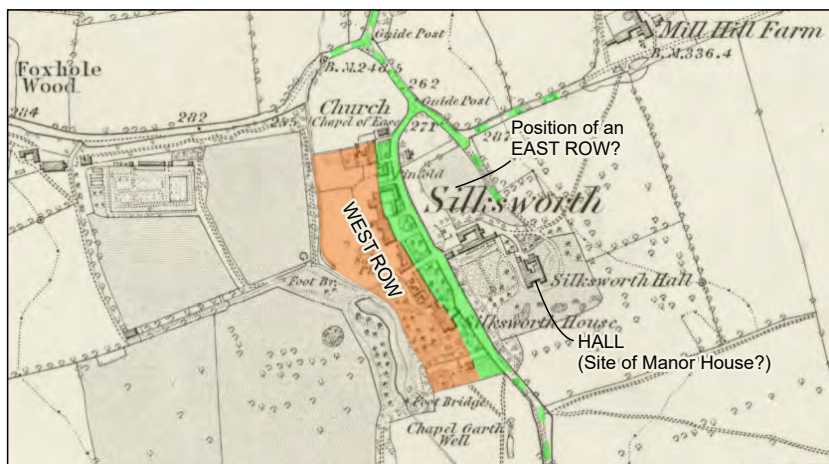 Guide Post
Mill Hill Farm
B.M. 336.4
B.M. 246.5
Foxhole
Wood
262
284
282
Church
Chapel of Ease
Guide Post
271
Position of an
EAST ROW?
Silksworth
WEST ROW
Foot Br.
Silksworth Hall
Silksworth House
HALL
(Site of Manor House?)
Foot Bridge
Chapel Garth
Well